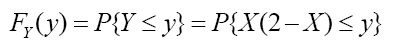 F_Y(y) = P{Y ≤ y} = P{X(2−X) ≤ y}